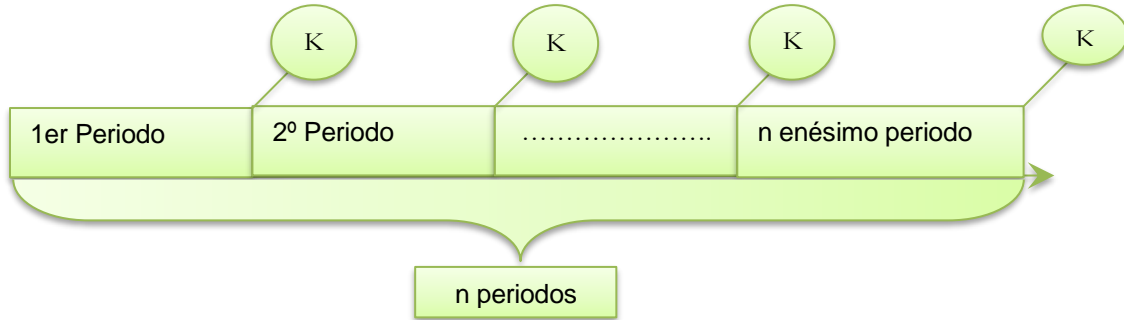 K
K
K
K
1er Periodo
2º Periodo
………………….
n enésimo periodo
n periodos